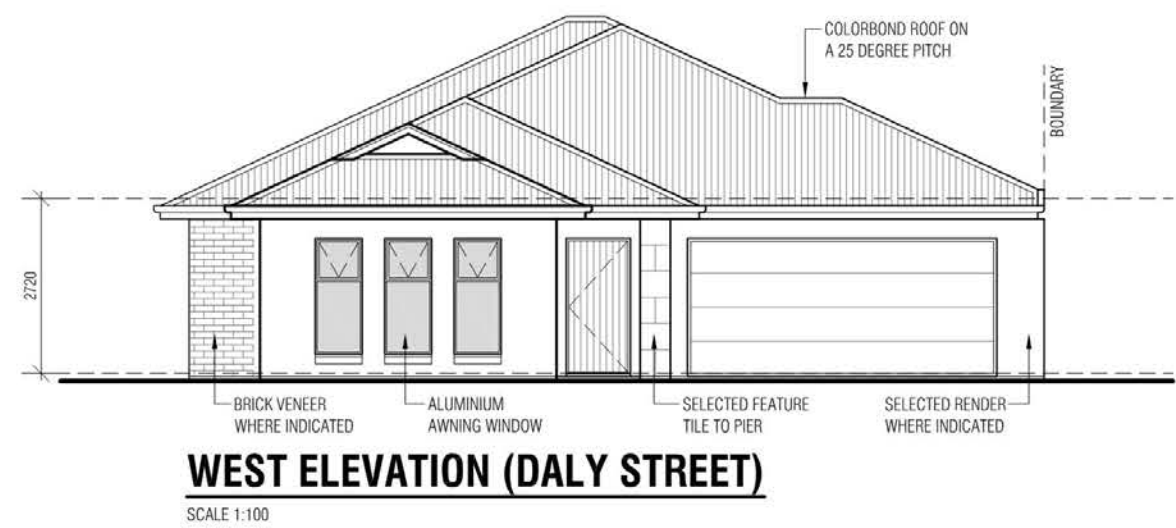 COLORBOND ROOF ON
A 25 DEGREE PITCH
BOUNDARY
2720
BRICK VENEER
WHERE INDICATED
ALUMINIUM
AWNING WINDOW
SELECTED FEATURE
TILE TO PIER
SELECTED RENDER
WHERE INDICATED
WEST ELEVATION (DALY STREET)
SCALE 1:100